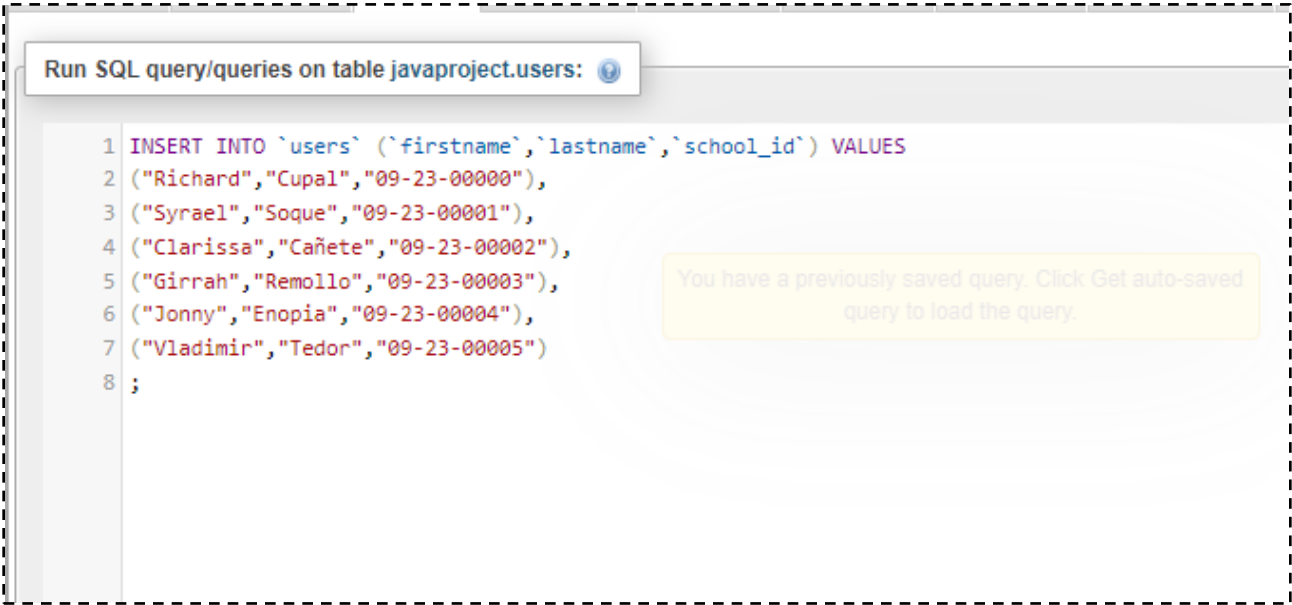 Run SQL query/queries on table javaproject.users:
1 INSERT INTO `users` (`firstname`,`lastname`,`school_id`) VALUES
2 ("Richard","Cupal","09-23-00000"),
3 ("Syrael","Soque","09-23-00001"),
4 ("Clarissa","Cañete","09-23-00002"),
5 ("Girrah","Remollo","09-23-00003"),
6 ("Jonny","Enopia","09-23-00004"),
7 ("Vladimir","Tedor","09-23-00005")
8 ;
You have a previously saved query. Click Get auto-saved
query to load the query.